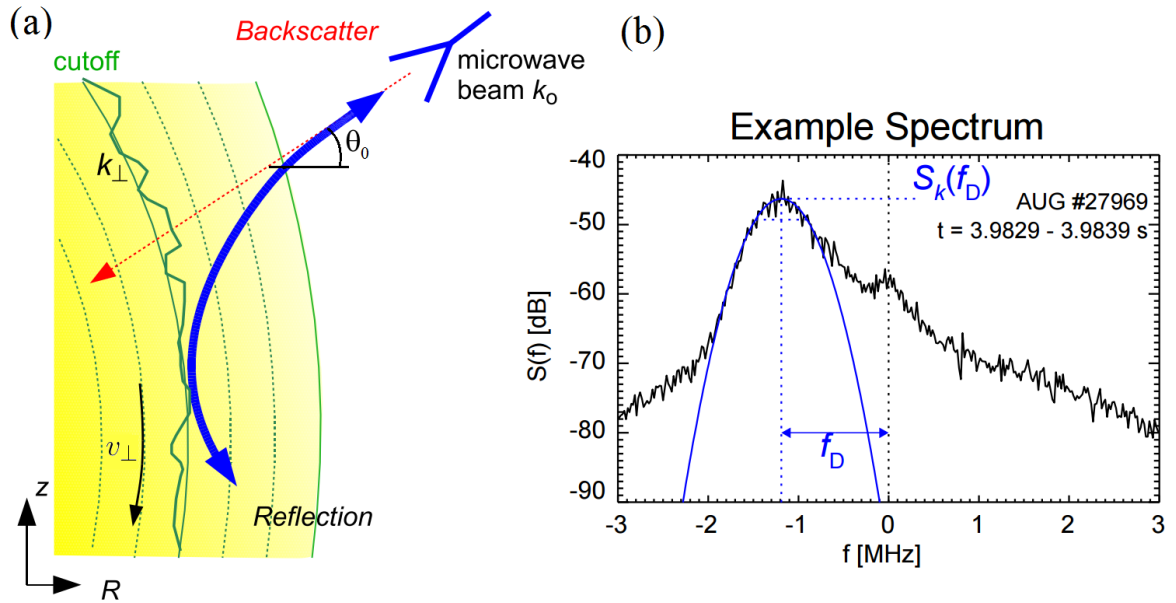 (a)
Backscatter
cutoff
microwave
beam k₀
θ₀
k⊥
v⊥
z
Reflection
R
(b)
Example Spectrum
Sₖ(f_D)
AUG #27969
t = 3.9829 - 3.9839 s
S(f) [dB]
-40
-50
-60
-70
-80
-90
f_D
-3 -2 -1 0 1 2 3
f [MHz]